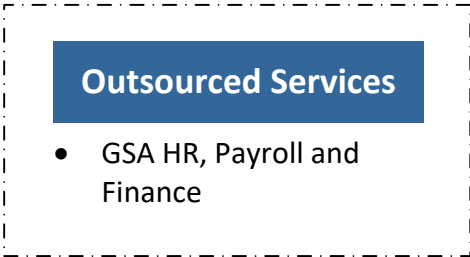 Outsourced Services
• GSA HR, Payroll and
Finance